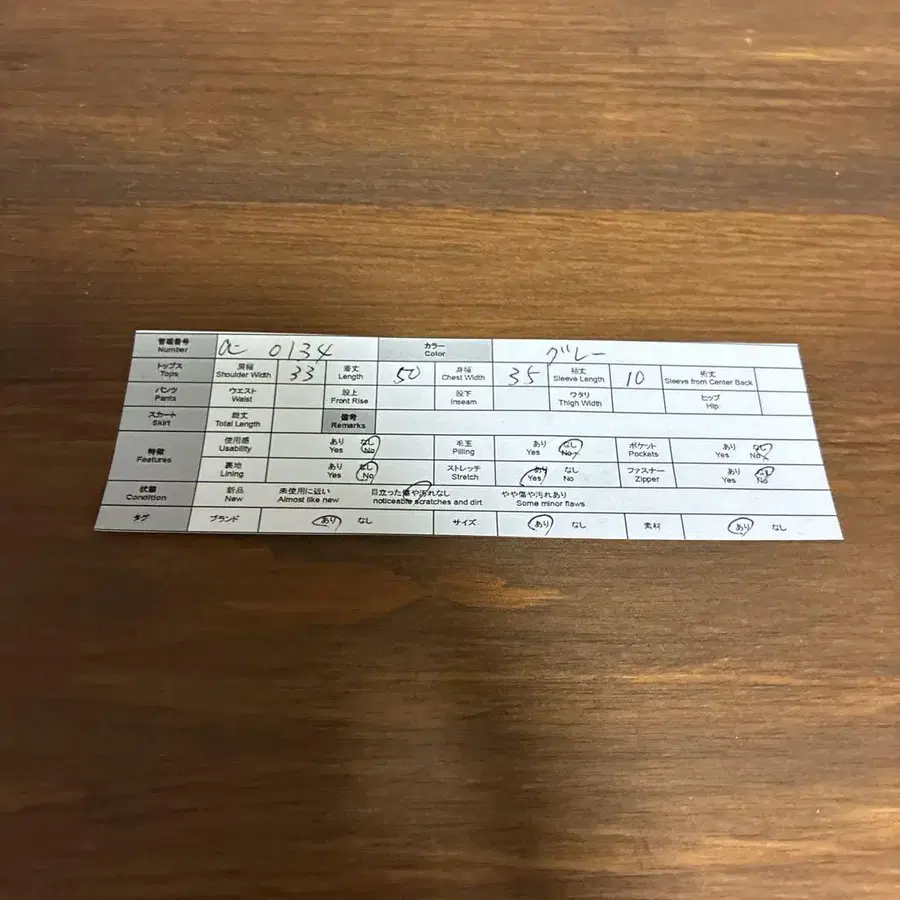 管理番号 Number a 0134 カラー Color グレー
トップス Tops 肩幅 Shoulder Width 33 着丈 Length 50 身幅 Chest Width 35 袖丈 Sleeve Length 10 裄丈 Sleeve from Center Back
パンツ Pants ウエスト Waist 股上 Front Rise 股下 Inseam ワタリ Thigh Width ヒップ Hip
スカート Skirt 総丈 Total Length 備考 Remarks
特徴 Features 使用感 Usability あり Yes なし No 毛玉 Pilling あり Yes なし No ポケット Pockets あり Yes なし No
裏地 Lining あり Yes なし No ストレッチ Stretch あり Yes なし No ファスナー Zipper あり Yes なし No
状態 Condition 新品 New 未使用に近い Almost like new 目立った傷や汚れなし noticeable scratches and dirt やや傷や汚れあり Some minor flaws
タグ ブランド あり なし サイズ あり なし 素材 あり なし